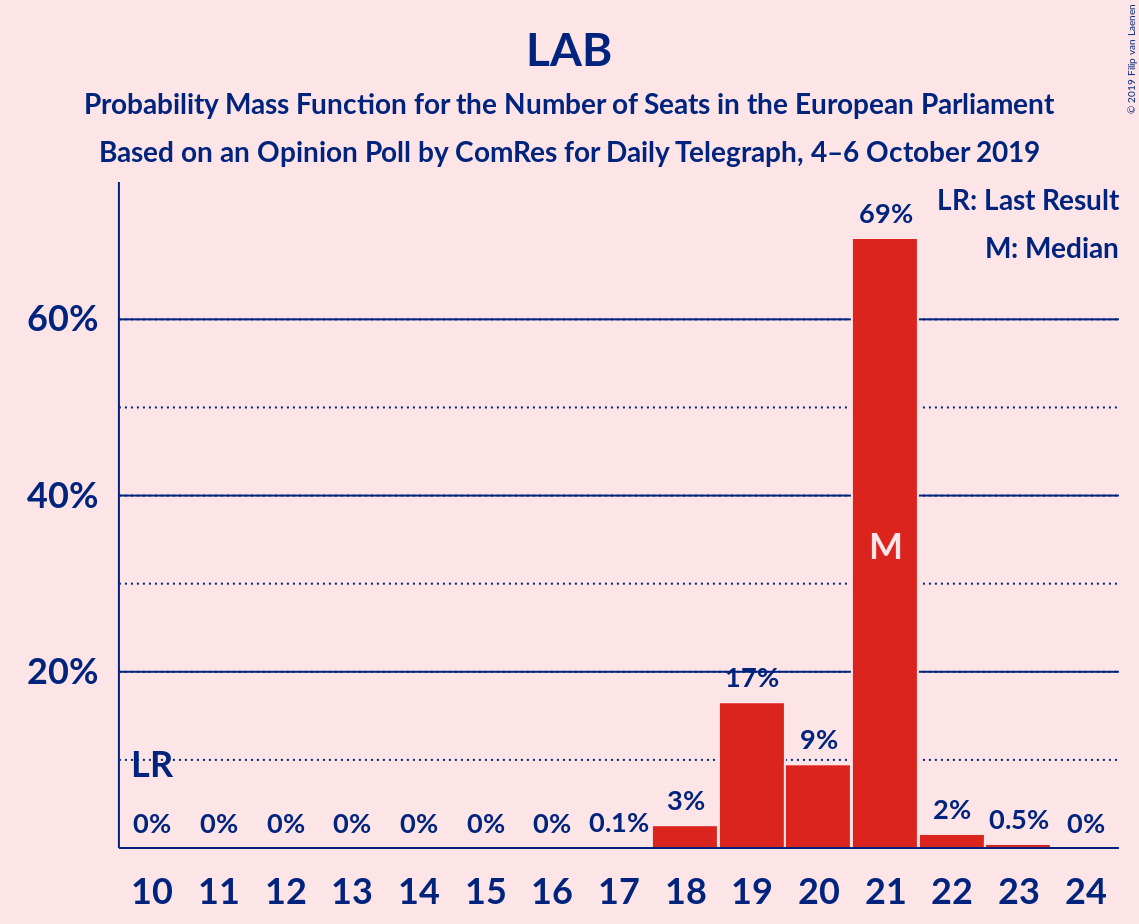 © 2019 Filip van Laenen
LAB
Probability Mass Function for the Number of Seats in the European Parliament
Based on an Opinion Poll by ComRes for Daily Telegraph, 4–6 October 2019
LR: Last Result
M: Median
69%
60%
40%
M
20%
17%
9%
LR
3%
0% 0% 0% 0% 0% 0% 0% 0.1% 2% 0.5% 0%
10 11 12 13 14 15 16 17 18 19 20 21 22 23 24